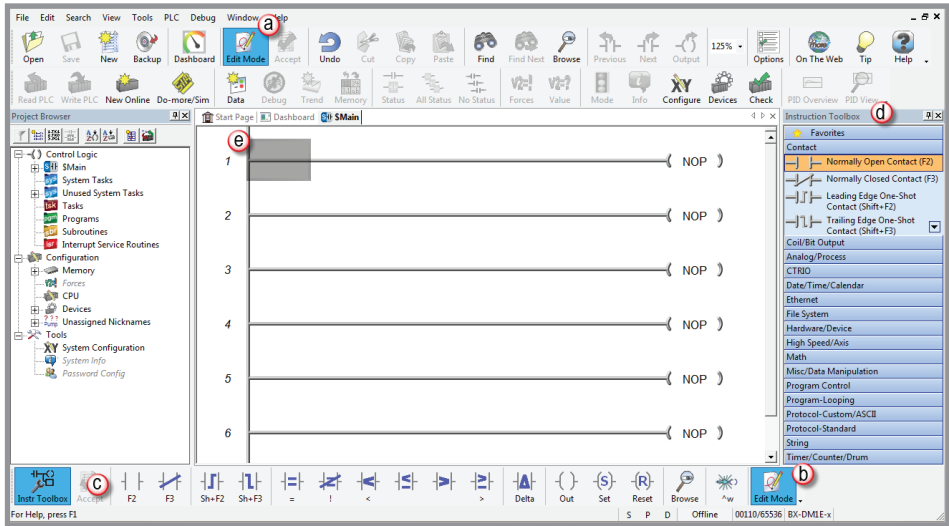 File Edit Search View Tools PLC Debug Window Help
a
Open Save New Backup Dashboard Edit Mode Accept Undo Cut Copy Paste Find Find Next Browse Previous Next Output 125% Options On The Web Tip Help
Read PLC Write PLC New Online Do-more/Sim Data Debug Trend Memory Status All Status No Status Forces Value Mode Info Configure Devices Check PID Overview PID View
Project Browser
Start Page Dashboard $Main
Instruction Toolbox
d
e
Control Logic
$Main
System Tasks
Unused System Tasks
Tasks
Programs
Subroutines
Interrupt Service Routines
Configuration
Memory
Forces
CPU
Devices
Unassigned Nicknames
Tools
System Configuration
System Info
Password Config
1 NOP
2 NOP
3 NOP
4 NOP
5 NOP
6 NOP
Favorites
Contact
Normally Open Contact (F2)
Normally Closed Contact (F3)
Leading Edge One-Shot
Contact (Shift+F2)
Trailing Edge One-Shot
Contact (Shift+F3)
Coil/Bit Output
Analog/Process
CTRIO
Date/Time/Calendar
Ethernet
File System
Hardware/Device
High Speed/Axis
Math
Misc/Data Manipulation
Program Control
Program-Looping
Protocol-Custom/ASCII
Protocol-Standard
String
Timer/Counter/Drum
c
b
Instr Toolbox Accept F2 F3 Sh+F2 Sh+F3 = ! < > Delta Out Set Reset Browse ^w Edit Mode
For Help, press F1
S P D Offline 00110/65536 BX-DM1E-x